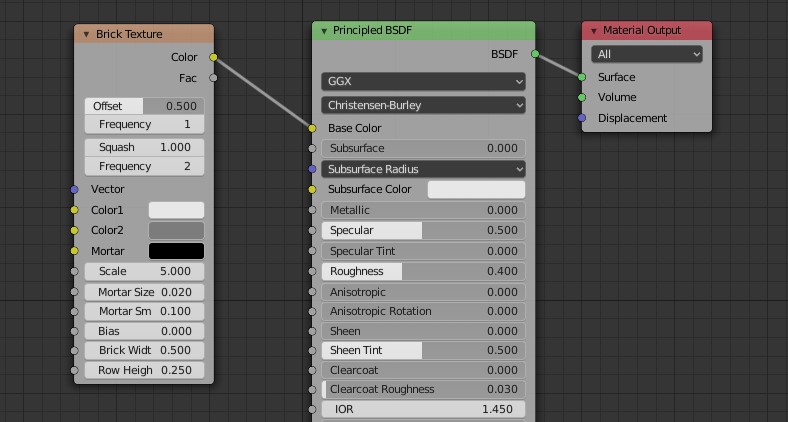 Brick Texture
Color
Fac
Offset 0.500
Frequency 1
Squash 1.000
Frequency 2
Vector
Color1
Color2
Mortar
Scale 5.000
Mortar Size 0.020
Mortar Sm 0.100
Bias 0.000
Brick Widt 0.500
Row Heigh 0.250
Principled BSDF
BSDF
GGX
Christensen-Burley
Base Color
Subsurface 0.000
Subsurface Radius
Subsurface Color
Metallic 0.000
Specular 0.500
Specular Tint 0.000
Roughness 0.400
Anisotropic 0.000
Anisotropic Rotation 0.000
Sheen 0.000
Sheen Tint 0.500
Clearcoat 0.000
Clearcoat Roughness 0.030
IOR 1.450
Material Output
All
Surface
Volume
Displacement